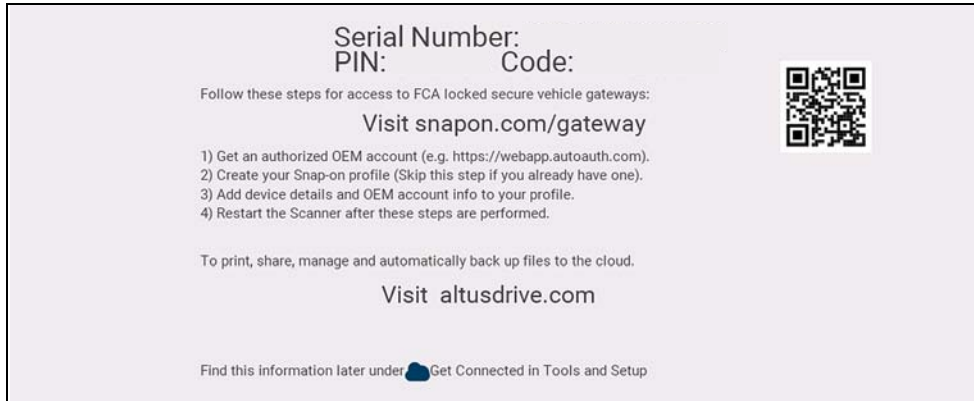 Serial Number:
PIN: Code:
Follow these steps for access to FCA locked secure vehicle gateways:
Visit snapon.com/gateway
1) Get an authorized OEM account (e.g. https://webapp.autoauth.com).
2) Create your Snap-on profile (Skip this step if you already have one).
3) Add device details and OEM account info to your profile.
4) Restart the Scanner after these steps are performed.
To print, share, manage and automatically back up files to the cloud.
Visit altusdrive.com
Find this information later under Get Connected in Tools and Setup